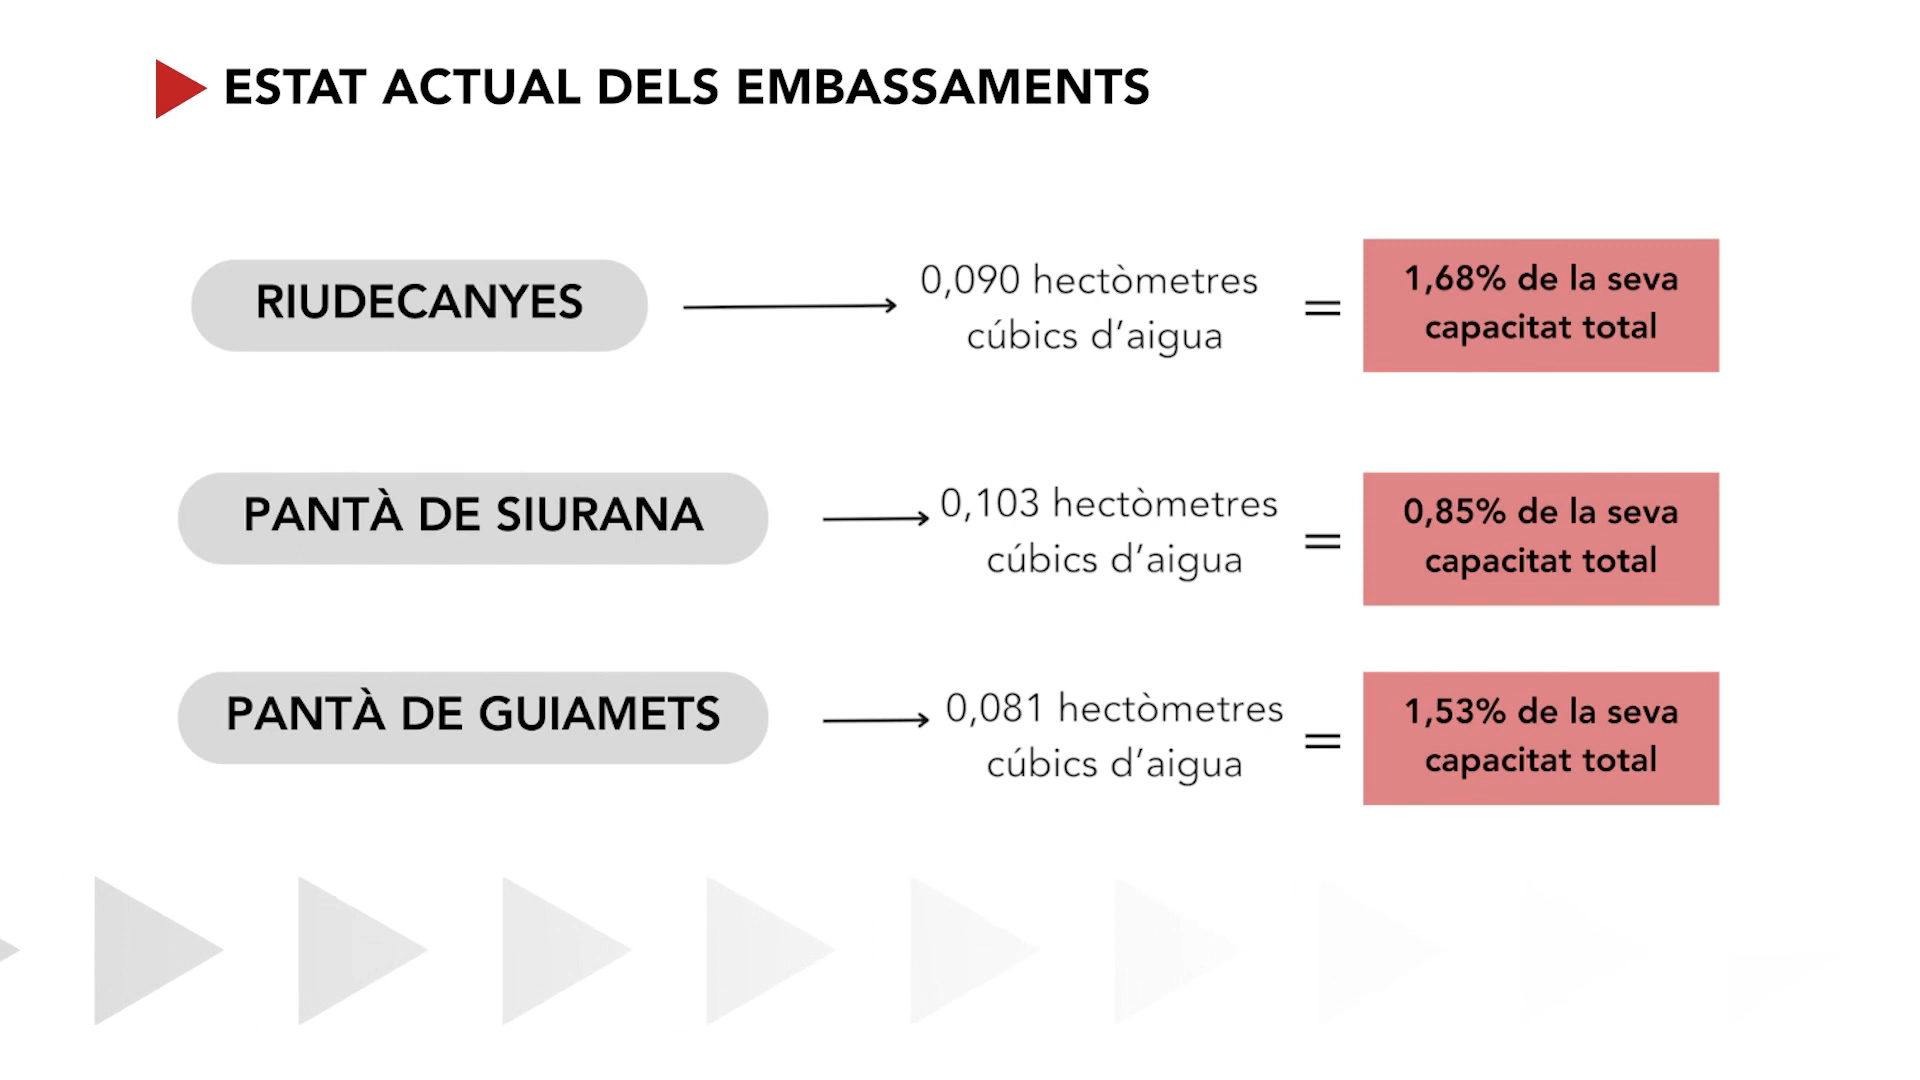 ESTAT ACTUAL DELS EMBASSAMENTS
RIUDECANYES
0,090 hectòmetres
cúbics d’aigua
=
1,68% de la seva
capacitat total
PANTÀ DE SIURANA
0,103 hectòmetres
cúbics d’aigua
=
0,85% de la seva
capacitat total
PANTÀ DE GUIAMETS
0,081 hectòmetres
cúbics d’aigua
=
1,53% de la seva
capacitat total